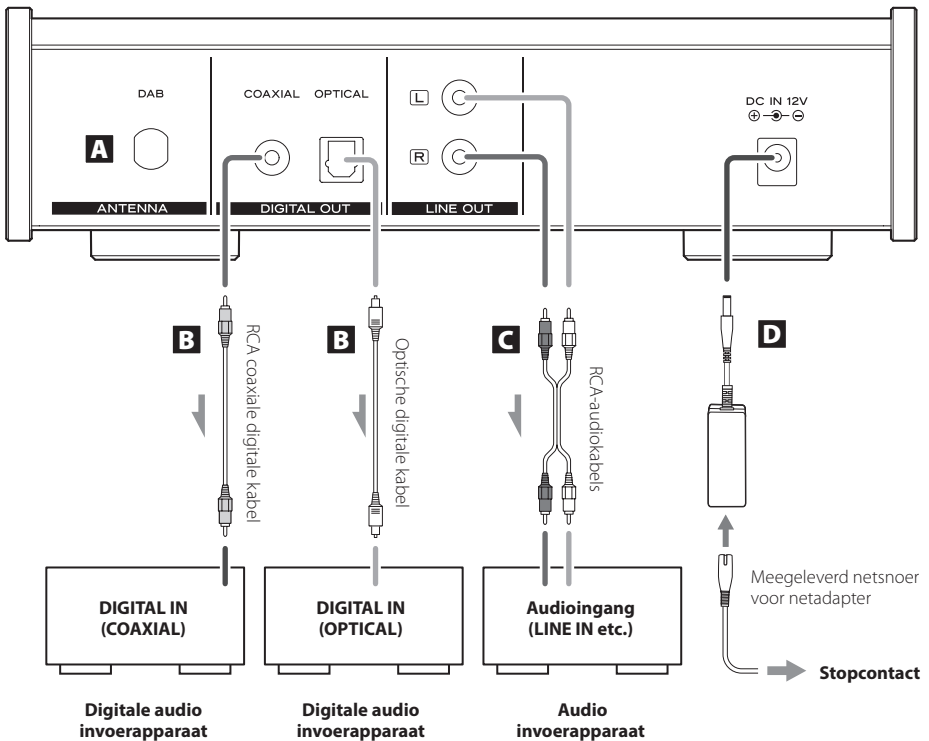 DAB
COAXIAL OPTICAL
L
DC IN 12V
A
R
ANTENNA
DIGITAL OUT
LINE OUT
B
RCA coaxiale digitale kabel
B
Optische digitale kabel
C
RCA-audiokabels
D
DIGITAL IN
(COAXIAL)
DIGITAL IN
(OPTICAL)
Audioingang
(LINE IN etc.)
Meegeleverd netsnoer
voor netadapter
Stopcontact
Digitale audio
invoerapparaat
Digitale audio
invoerapparaat
Audio
invoerapparaat